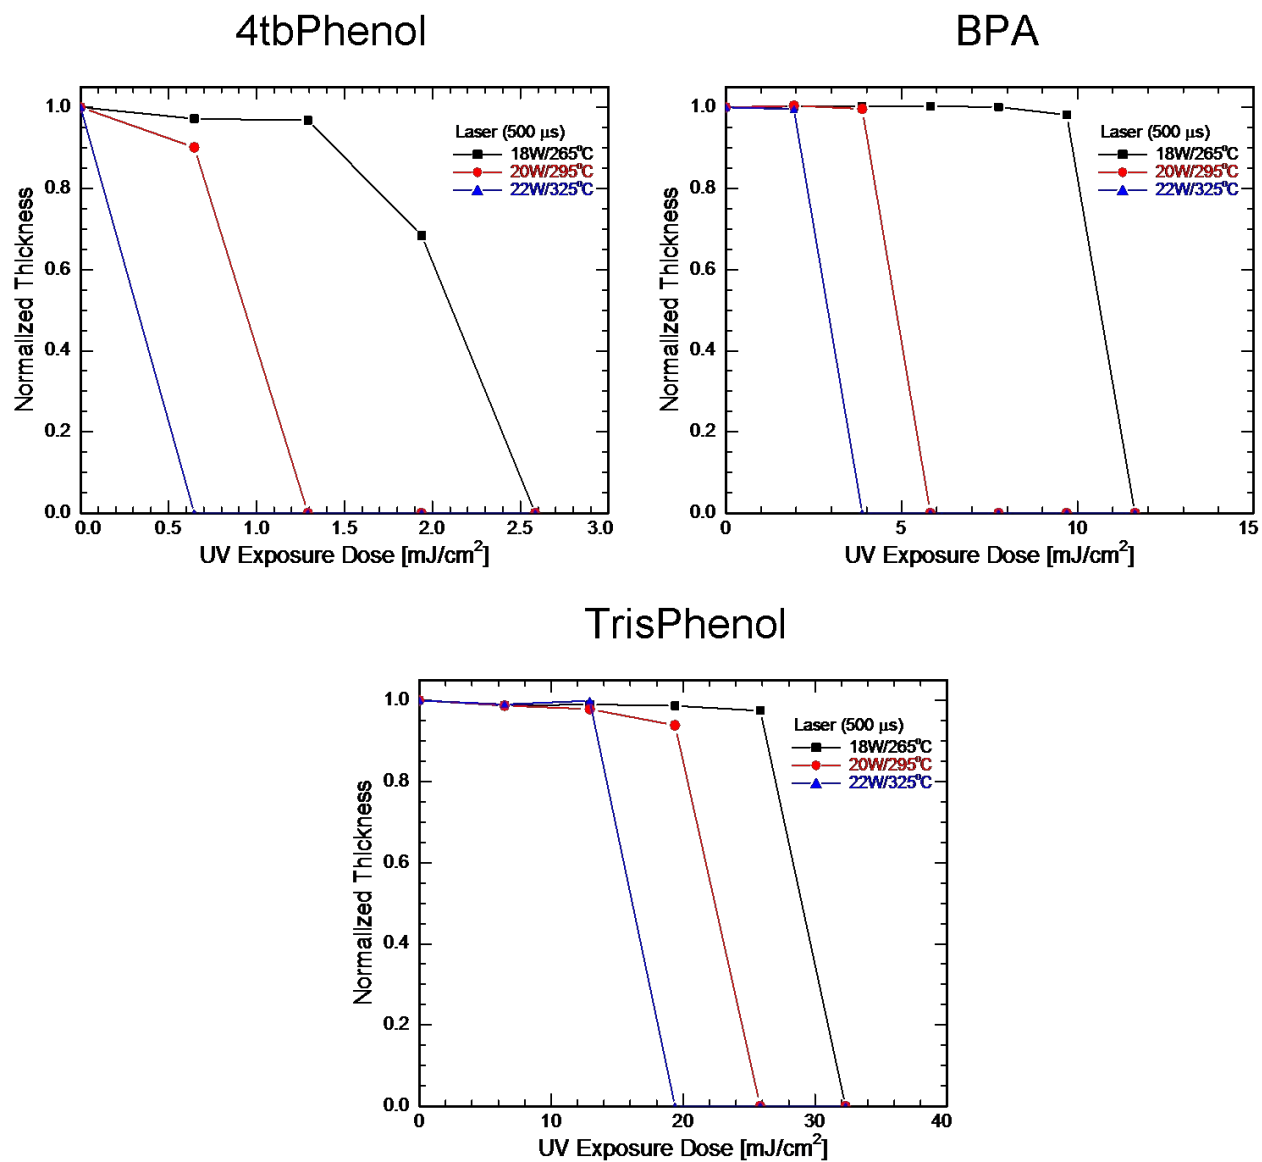 4tbPhenol
1.0
0.8
0.6
0.4
0.2
0.0
Normalized Thickness
Laser (500 µs)
18W/265°C
20W/295°C
22W/325°C
0.0 0.5 1.0 1.5 2.0 2.5 3.0
UV Exposure Dose [mJ/cm²]
BPA
1.0
0.8
0.6
0.4
0.2
0.0
Normalized Thickness
Laser (500 µs)
18W/265°C
20W/295°C
22W/325°C
0 5 10 15
UV Exposure Dose [mJ/cm²]
TrisPhenol
1.0
0.8
0.6
0.4
0.2
0.0
Normalized Thickness
Laser (500 µs)
18W/265°C
20W/295°C
22W/325°C
0 10 20 30 40
UV Exposure Dose [mJ/cm²]